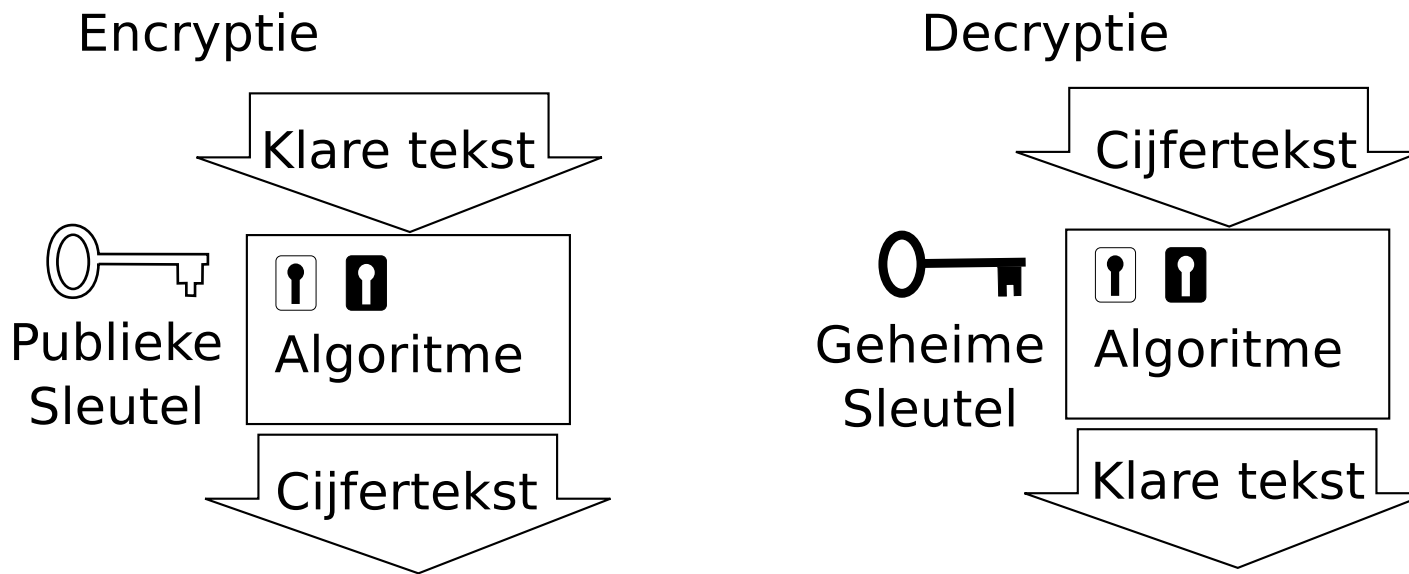 Encryptie
Klare tekst
Publieke
Sleutel
Algoritme
Cijfertekst
Decryptie
Cijfertekst
Geheime
Sleutel
Algoritme
Klare tekst